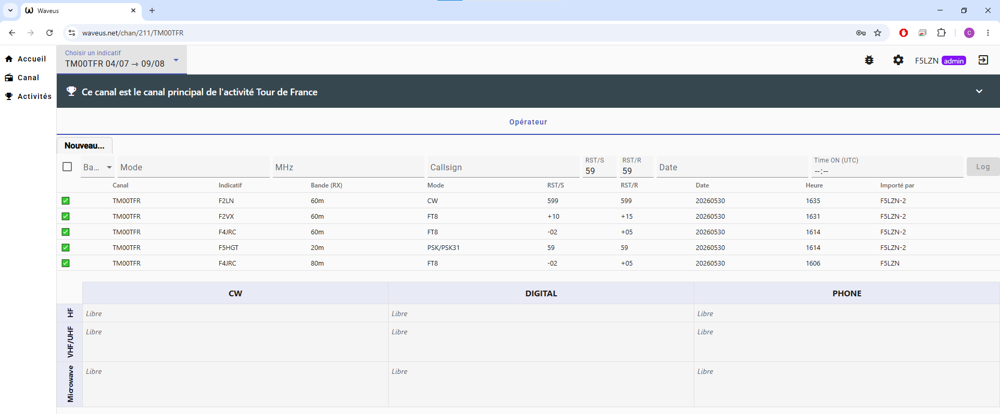 Waveus
waveus.net/chan/211/TM00TFR
C
Accueil
Canal
Activités
Choisir un indicatif
TM00TFR 04/07 → 09/08
F5LZN admin
Ce canal est le canal principal de l'activité Tour de France
Opérateur
Nouveau...
Ba... Mode MHz Callsign RST/S 59 RST/R 59 Date Time ON (UTC) --:-- Log
Canal Indicatif Bande (RX) Mode RST/S RST/R Date Heure Importé par
TM00TFR F2LN 60m CW 599 599 20260530 1635 F5LZN-2
TM00TFR F2VX 60m FT8 +10 +15 20260530 1631 F5LZN-2
TM00TFR F4JRC 60m FT8 -02 +05 20260530 1614 F5LZN-2
TM00TFR F5HGT 20m PSK/PSK31 59 59 20260530 1614 F5LZN-2
TM00TFR F4JRC 80m FT8 -02 +05 20260530 1606 F5LZN
CW DIGITAL PHONE
HF Libre Libre Libre
VHF/UHF Libre Libre Libre
Microwave Libre Libre Libre